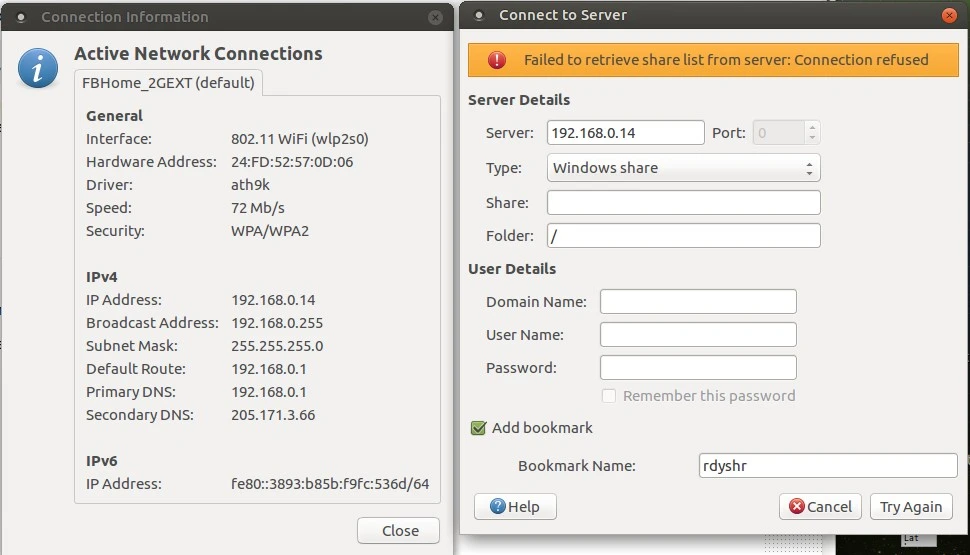 Connection Information
Active Network Connections
FBHome_2GEXT (default)
General
Interface: 802.11 WiFi (wlp2s0)
Hardware Address: 24:FD:52:57:0D:06
Driver: ath9k
Speed: 72 Mb/s
Security: WPA/WPA2
IPv4
IP Address: 192.168.0.14
Broadcast Address: 192.168.0.255
Subnet Mask: 255.255.255.0
Default Route: 192.168.0.1
Primary DNS: 192.168.0.1
Secondary DNS: 205.171.3.66
IPv6
IP Address: fe80::3893:b85b:f9fc:536d/64
Close
Connect to Server
Failed to retrieve share list from server: Connection refused
Server Details
Server: 192.168.0.14 Port: 0
Type: Windows share
Share:
Folder: /
User Details
Domain Name:
User Name:
Password:
Remember this password
Add bookmark
Bookmark Name: rdyshr
Help Cancel Try Again
Lat